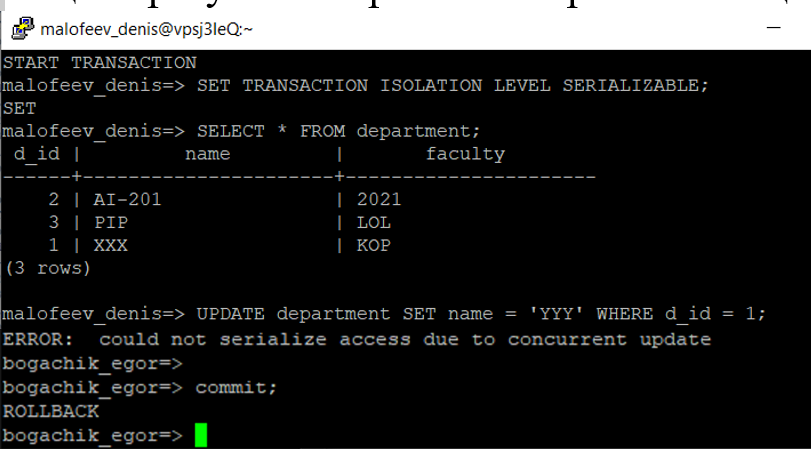 malofeev_denis@vpsj3IeQ:~
START TRANSACTION
malofeev_denis=> SET TRANSACTION ISOLATION LEVEL SERIALIZABLE;
SET
malofeev_denis=> SELECT * FROM department;
 d_id |         name         |       faculty
------+----------------------+----------------------
    2 | AI-201               | 2021
    3 | PIP                  | LOL
    1 | XXX                  | KOP
(3 rows)
malofeev_denis=> UPDATE department SET name = 'YYY' WHERE d_id = 1;
ERROR:  could not serialize access due to concurrent update
bogachik_egor=>
bogachik_egor=> commit;
ROLLBACK
bogachik_egor=>